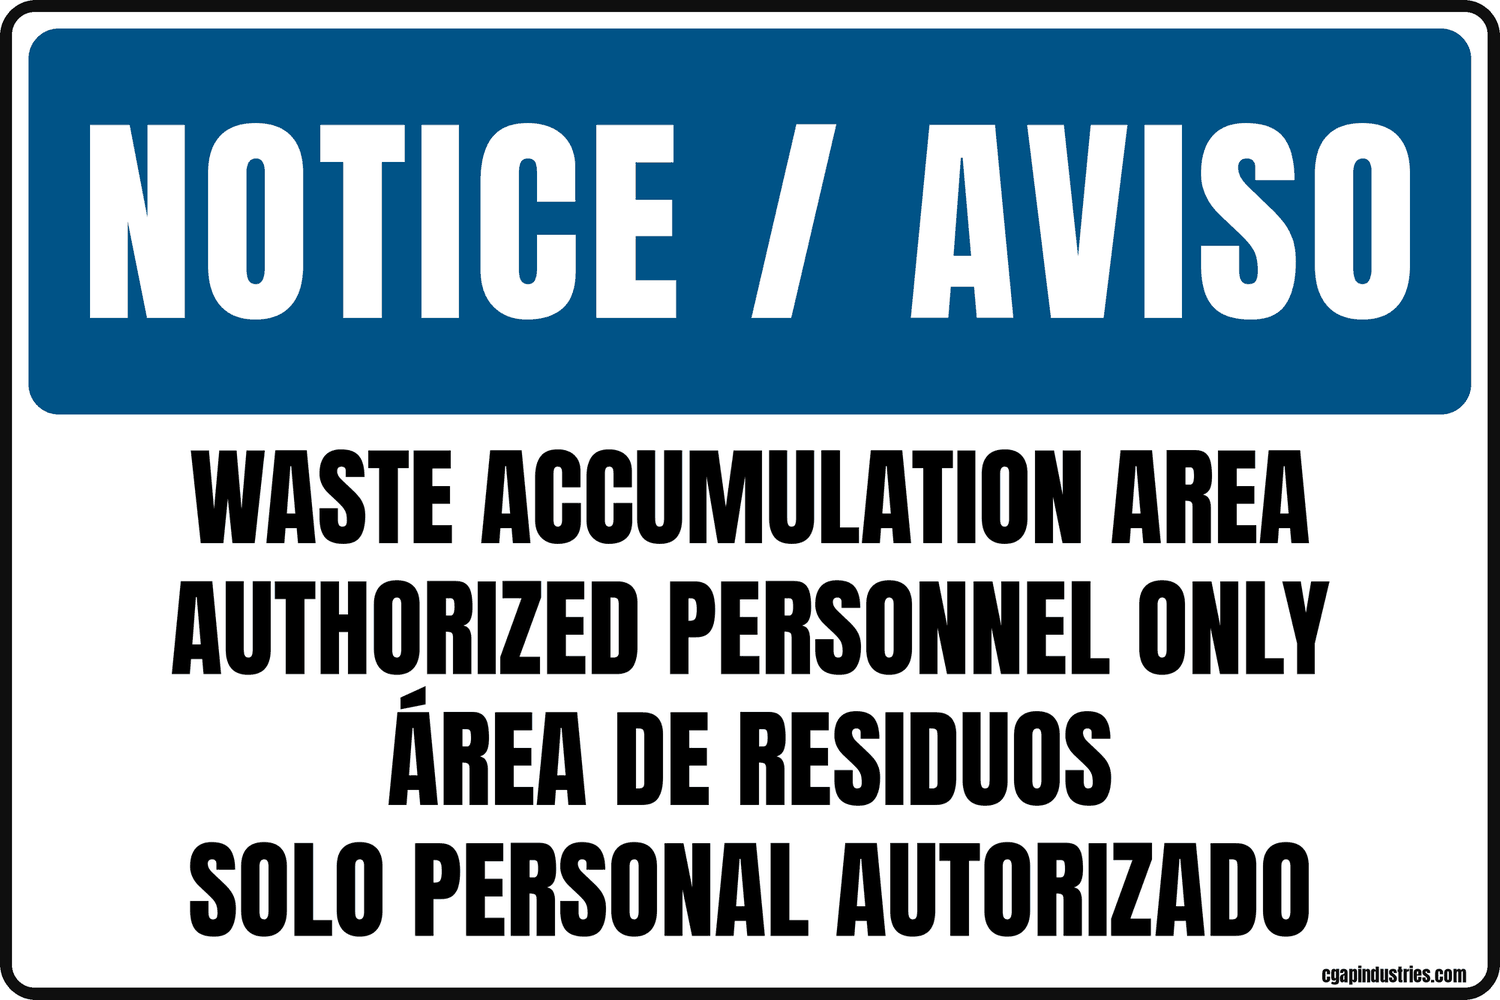 NOTICE / AVISO
WASTE ACCUMULATION AREA
AUTHORIZED PERSONNEL ONLY
ÁREA DE RESIDUOS
SOLO PERSONAL AUTORIZADO
cgapindustries.com